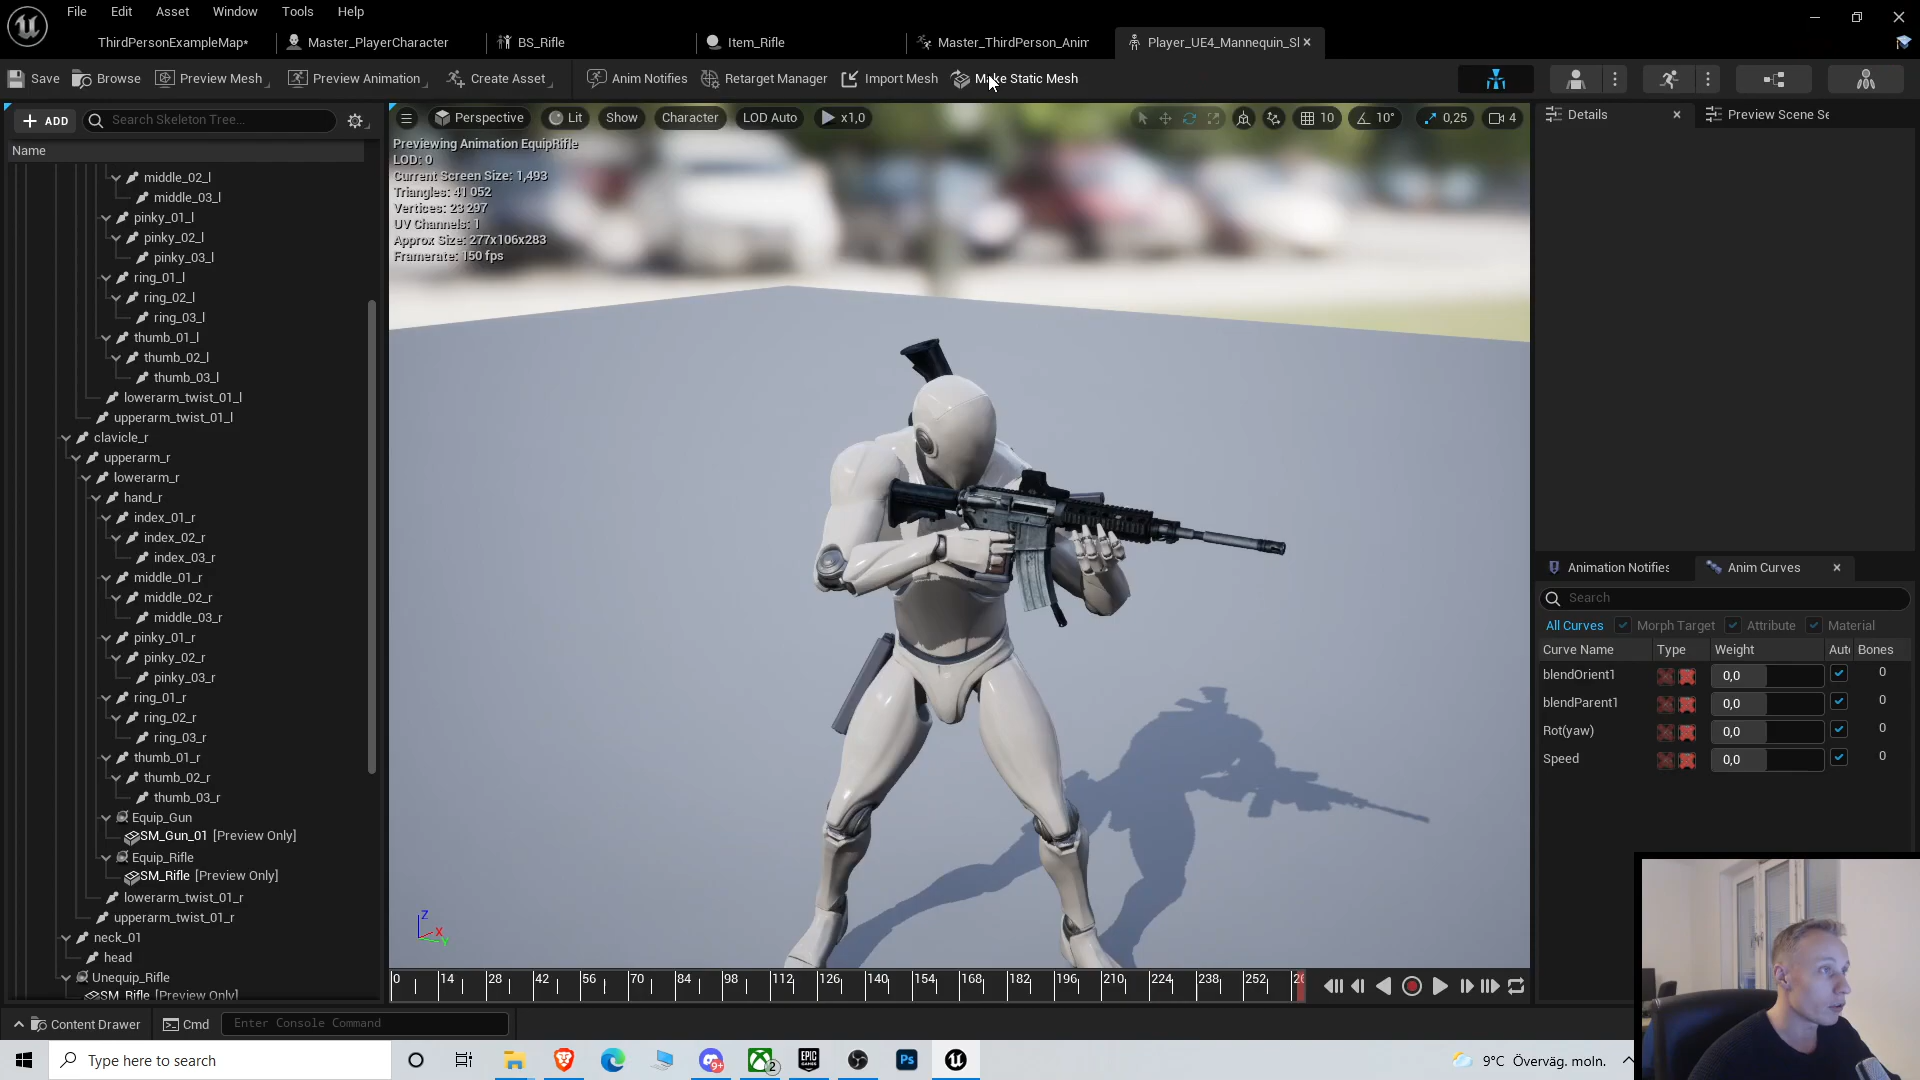 File Edit Asset Window Tools Help
ThirdPersonExampleMap* Master_PlayerCharacter BS_Rifle Item_Rifle Master_ThirdPerson_Anim Player_UE4_Mannequin_Sl
Save Browse Preview Mesh Preview Animation Create Asset Anim Notifies Retarget Manager Import Mesh Make Static Mesh
ADD Search Skeleton Tree...
Name
middle_02_l
middle_03_l
pinky_01_l
pinky_02_l
pinky_03_l
ring_01_l
ring_02_l
ring_03_l
thumb_01_l
thumb_02_l
thumb_03_l
lowerarm_twist_01_l
upperarm_twist_01_l
clavicle_r
upperarm_r
lowerarm_r
hand_r
index_01_r
index_02_r
index_03_r
middle_01_r
middle_02_r
middle_03_r
pinky_01_r
pinky_02_r
pinky_03_r
ring_01_r
ring_02_r
ring_03_r
thumb_01_r
thumb_02_r
thumb_03_r
Equip_Gun
SM_Gun_01 [Preview Only]
Equip_Rifle
SM_Rifle [Preview Only]
lowerarm_twist_01_r
upperarm_twist_01_r
neck_01
head
Unequip_Rifle
SM_Rifle [Preview Only]
Perspective Lit Show Character LOD Auto x1,0 10 10° 0,25 4
Previewing Animation EquipRifle
LOD: 0
Current Screen Size: 1,493
Triangles: 41 052
Vertices: 23 297
UV Channels: 1
Approx Size: 277x106x283
Framerate: 150 fps
Z
X
Y
0 14 28 42 56 70 84 98 112 126 140 154 168 182 196 210 224 238 252 26
Details Preview Scene Se
Animation Notifies Anim Curves
Search
All Curves Morph Target Attribute Material
Curve Name Type Weight Auto Bones
blendOrient1 0,0 0
blendParent1 0,0 0
Rot(yaw) 0,0 0
Speed 0,0 0
Content Drawer Cmd Enter Console Command
Type here to search 9+ 2 EPIC GAMES Ps 9°C Överväg. moln.